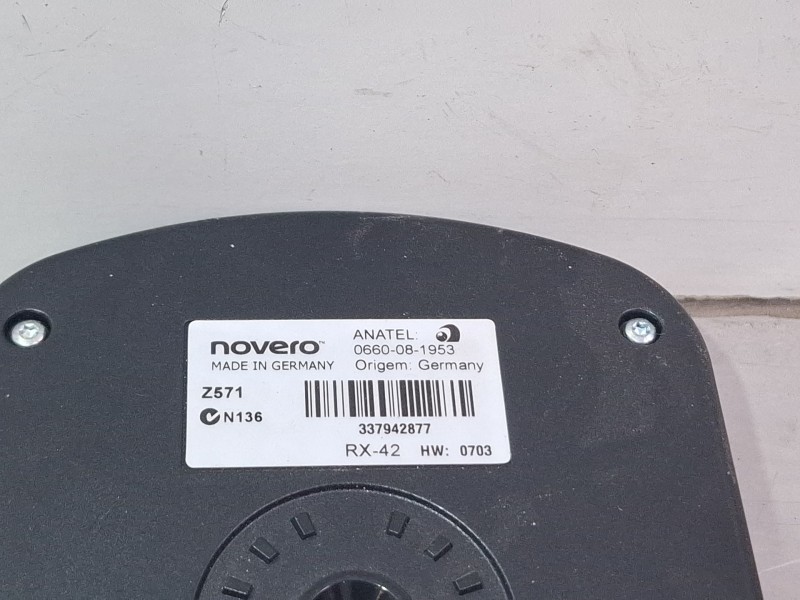 novero™
MADE IN GERMANY
ANATEL:
0660-08-1953
Origem: Germany
Z571
N136
337942877
RX-42 HW: 0703